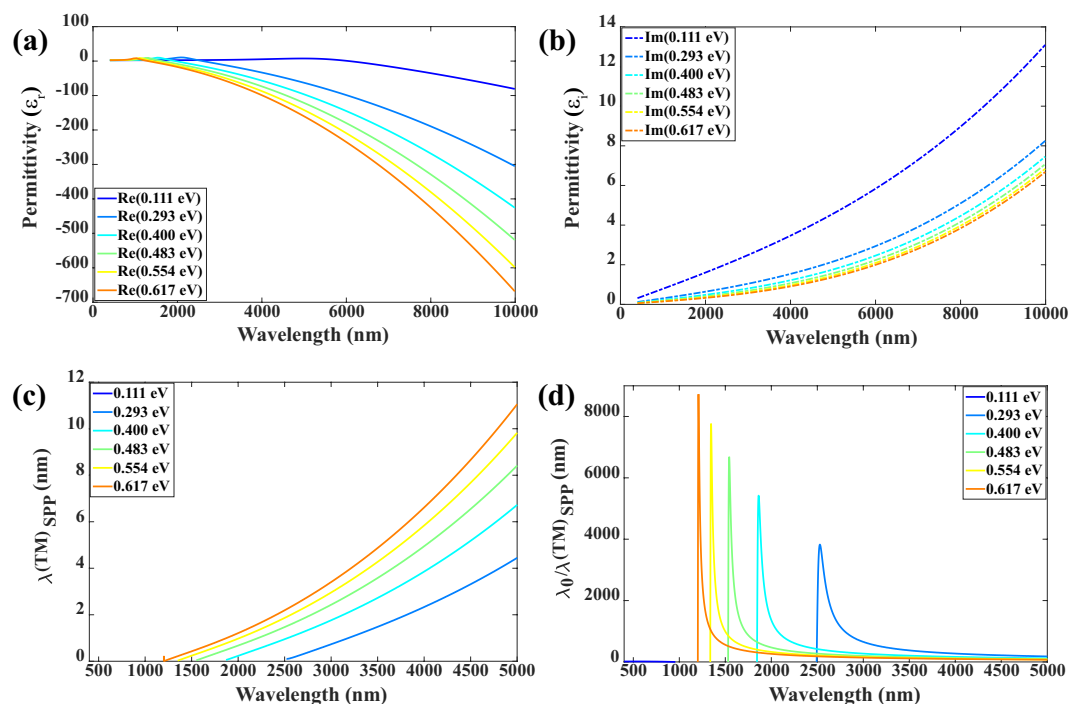 (a)
100
0
-100
-200
-300
-400
-500
-600
-700
Permittivity (εr)
Re(0.111 eV)
Re(0.293 eV)
Re(0.400 eV)
Re(0.483 eV)
Re(0.554 eV)
Re(0.617 eV)
0 2000 4000 6000 8000 10000
Wavelength (nm)
(b)
14
12
10
8
6
4
2
0
Permittivity (εi)
Im(0.111 eV)
Im(0.293 eV)
Im(0.400 eV)
Im(0.483 eV)
Im(0.554 eV)
Im(0.617 eV)
0 2000 4000 6000 8000 10000
Wavelength (nm)
(c)
12
10
8
6
4
2
0
λ(TM) SPP (nm)
0.111 eV
0.293 eV
0.400 eV
0.483 eV
0.554 eV
0.617 eV
500 1000 1500 2000 2500 3000 3500 4000 4500 5000
Wavelength (nm)
(d)
8000
6000
4000
2000
0
λ0/λ(TM) SPP (nm)
0.111 eV
0.293 eV
0.400 eV
0.483 eV
0.554 eV
0.617 eV
500 1000 1500 2000 2500 3000 3500 4000 4500 5000
Wavelength (nm)